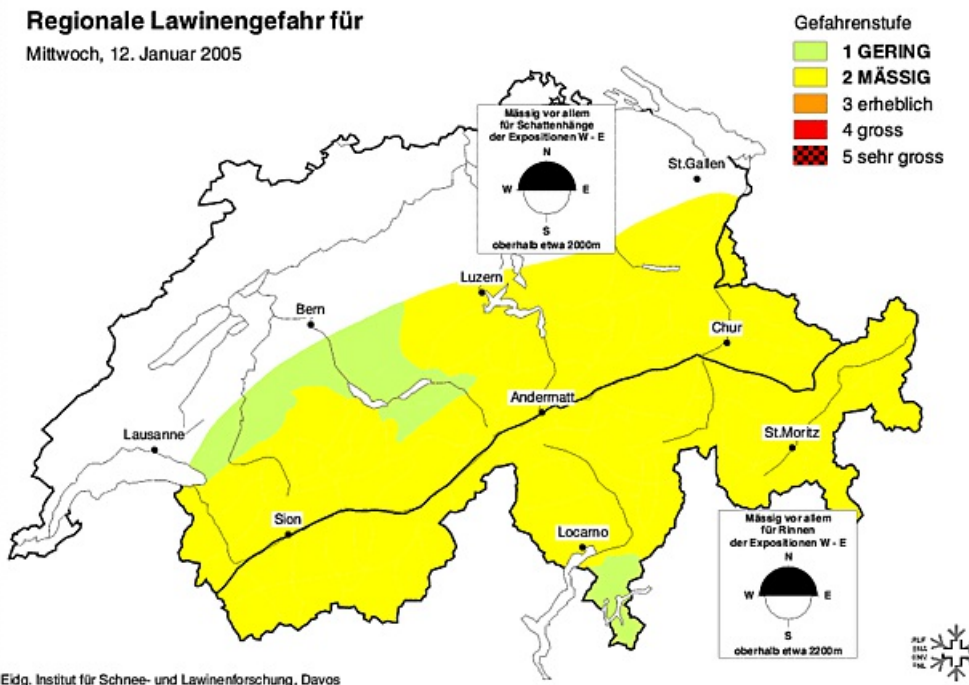 Regionale Lawinengefahr für
Mittwoch, 12. Januar 2005
Gefahrenstufe
1 GERING
2 MÄSSIG
3 erheblich
4 gross
5 sehr gross
Mässig vor allem
für Schattenhänge
der Expositionen W - E
N
W E
S
oberhalb etwa 2000m
St.Gallen
Luzern
Bern
Chur
Andermatt
Lausanne
St.Moritz
Sion
Locarno
Mässig vor allem
für Rinnen
der Expositionen W - E
N
W E
S
oberhalb etwa 2200m
Eidg. Institut für Schnee- und Lawinenforschung, Davos